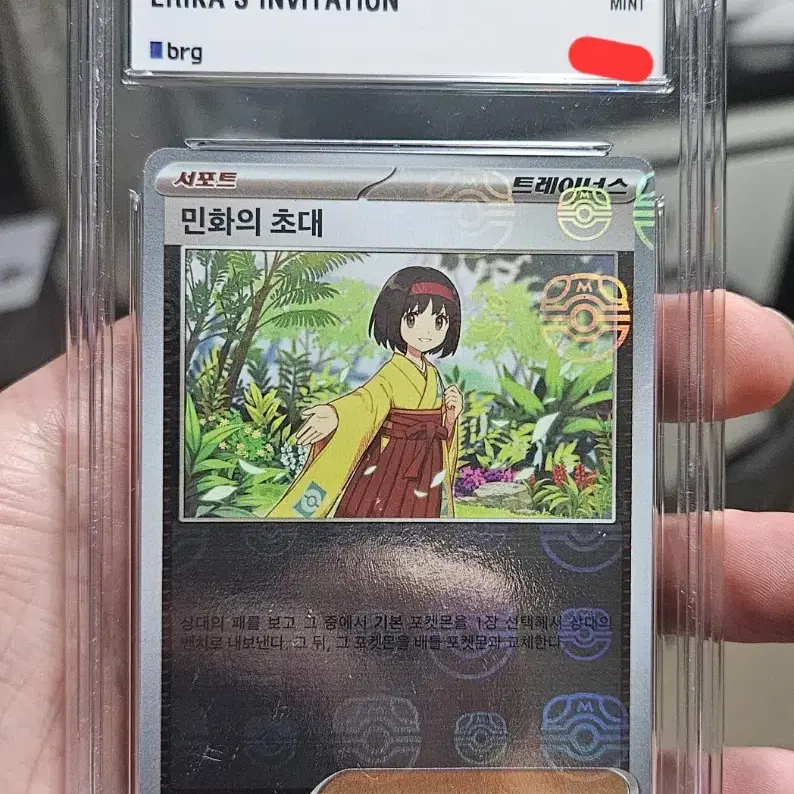 ERIKA'S INVITATION
MINT
brg
서포트
트레이너스
민화의 초대
상대의 패를 보고 그 중에서 기본 포켓몬을 1장 선택해서 상대의
벤치로 내보낸다. 그 뒤, 그 포켓몬을 배틀 포켓몬과 교체한다.